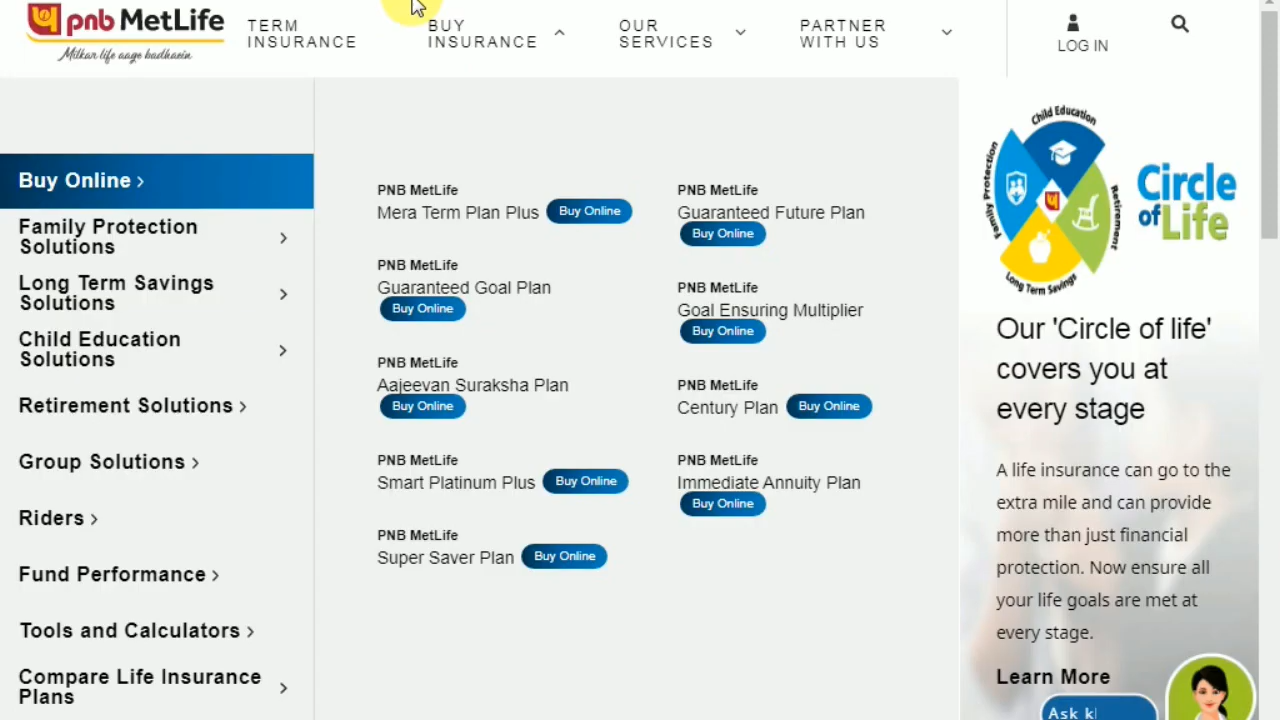 pnb MetLife
Milkar life aage badhaein
TERM
INSURANCE
BUY
INSURANCE
OUR
SERVICES
PARTNER
WITH US
LOG IN
Buy Online
Family Protection
Solutions
Long Term Savings
Solutions
Child Education
Solutions
Retirement Solutions
Group Solutions
Riders
Fund Performance
Tools and Calculators
Compare Life Insurance
Plans
PNB MetLife
Mera Term Plan Plus Buy Online
PNB MetLife
Guaranteed Goal Plan
Buy Online
PNB MetLife
Aajeevan Suraksha Plan
Buy Online
PNB MetLife
Smart Platinum Plus Buy Online
PNB MetLife
Super Saver Plan Buy Online
PNB MetLife
Guaranteed Future Plan
Buy Online
PNB MetLife
Goal Ensuring Multiplier
Buy Online
PNB MetLife
Century Plan Buy Online
PNB MetLife
Immediate Annuity Plan
Buy Online
Child Education
Family Protection
Retirement
Long Term Savings
Circle
of Life
Our 'Circle of life'
covers you at
every stage
A life insurance can go to the
extra mile and can provide
more than just financial
protection. Now ensure all
your life goals are met at
every stage.
Learn More
Ask